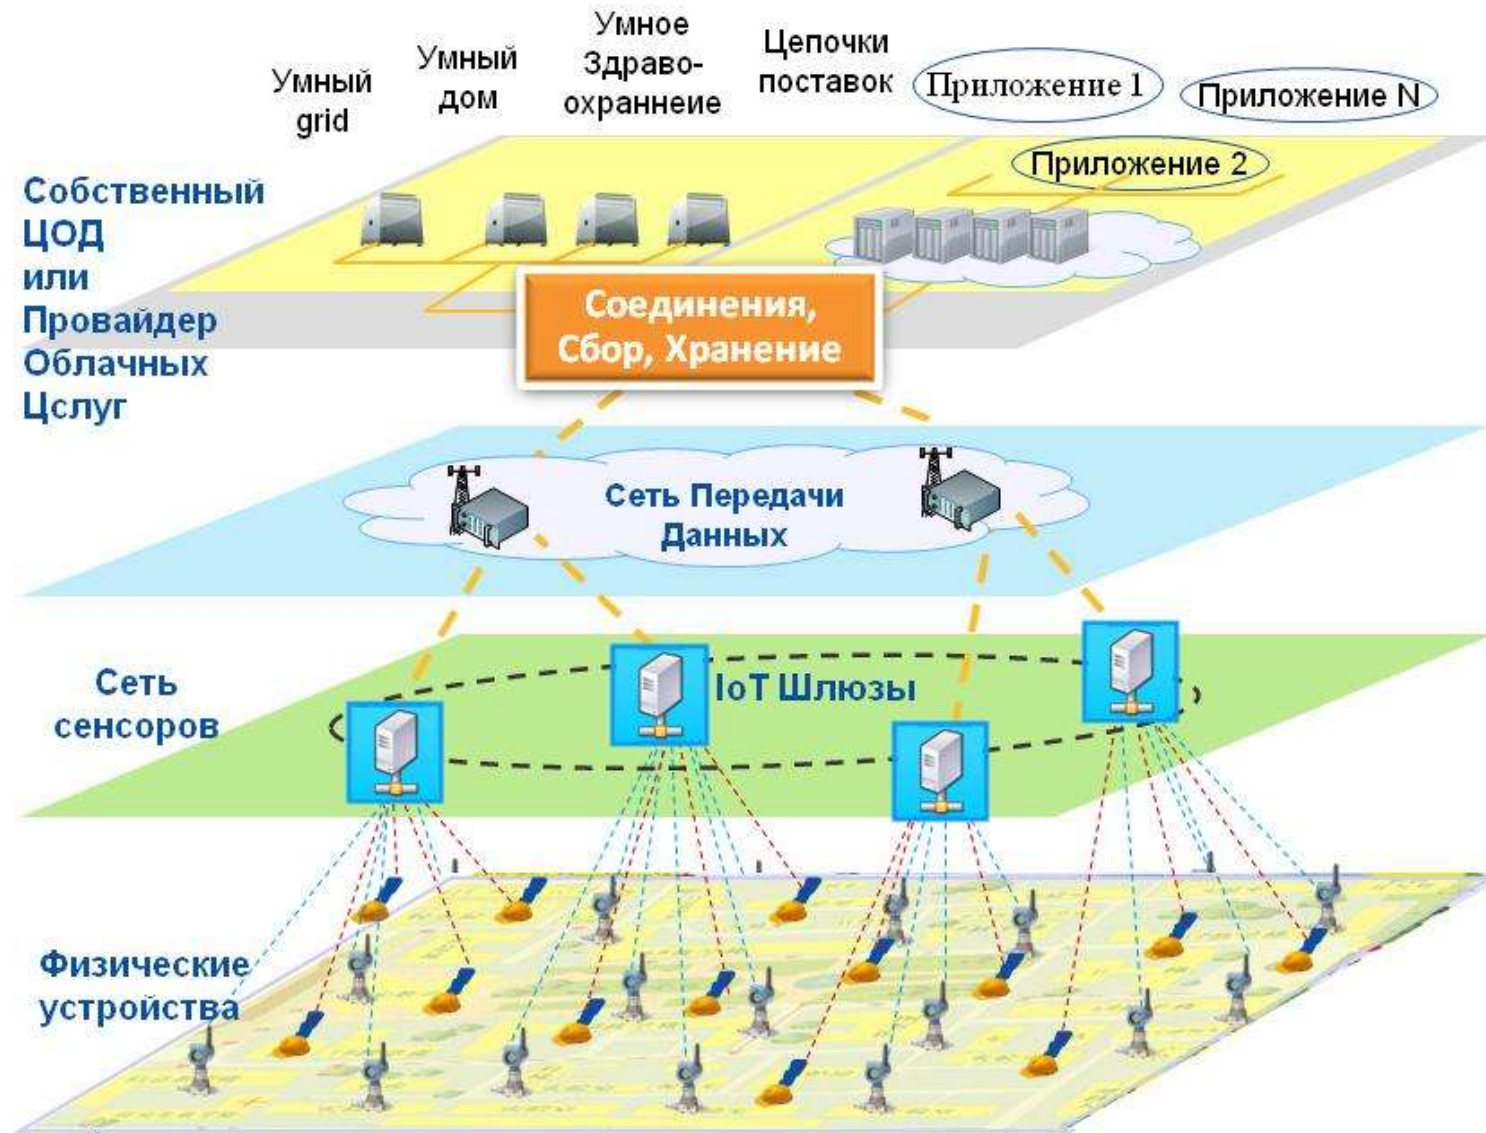 Умный
grid
Умный
дом
Умное
Здраво-
охраннеие
Цепочки
поставок
Приложение 1
Приложение N
Приложение 2
Собственный
ЦОД
или
Провайдер
Облачных
Цслуг
Соединения,
Сбор, Хранение
Сеть Передачи
Данных
Сеть
сенсоров
IoT Шлюзы
Физические
устройства